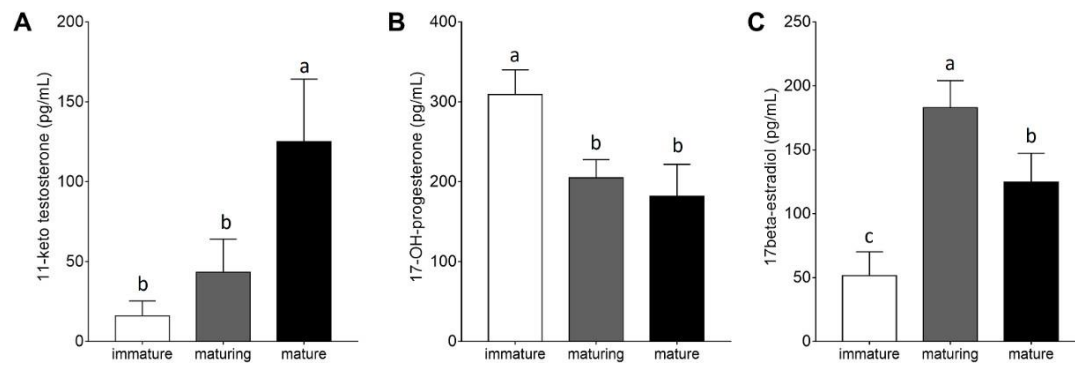 A
11-keto testosterone (pg/mL)
200
150
100
50
0
b
b
a
immature
maturing
mature
B
17-OH-progesterone (pg/mL)
400
300
200
100
0
a
b
b
immature
maturing
mature
C
17beta-estradiol (pg/mL)
250
200
150
100
50
0
c
a
b
immature
maturing
mature